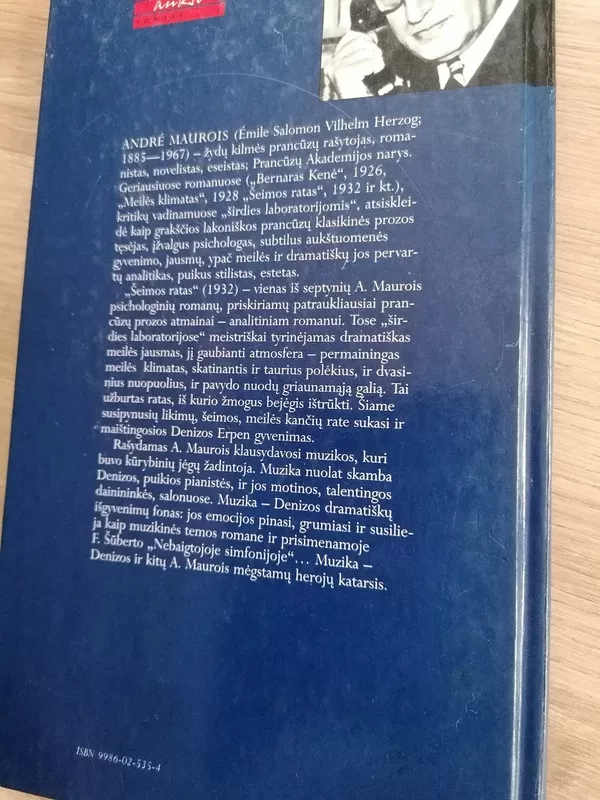 ANDRÉ MAUROIS (Émile Salomon Vilhelm Herzog;
1885—1967) – žydų kilmės prancūzų rašytojas, roma-
nistas, novelistas, eseistas; Prancūzų Akademijos narys.
Geriausiuose romanuose („Bernaras Kenė“, 1926,
„Meilės klimatas“, 1928 „Šeimos ratas“, 1932 ir kt.),
kritikų vadinamuose „širdies laboratorijomis“, atsisklei-
dė kaip grakščios lakoniškos prancūzų klasikinės prozos
tęsėjas, įžvalgus psichologas, subtilus aukštuomenės
gyvenimo, jausmų, ypač meilės ir dramatiškų jos pervar-
tų analitikas, puikus stilistas, estetas.
„Šeimos ratas“ (1932) – vienas iš septynių A. Maurois
psichologinių romanų, priskiriamų patraukliausiai pran-
cūzų prozos atmainai – analitiniam romanui. Tose „šir-
dies laboratorijose“ meistriškai tyrinėjamas dramatiškas
meilės jausmas, jį gaubianti atmosfera – permainingas
meilės klimatas, skatinantis ir taurius polėkius, ir dvasi-
nius nuopuolius, ir pavydo nuodų griaunamąją galią. Tai
užburtas ratas, iš kurio žmogus bejėgis ištrūkti. Šiame
susipynusių likimų, šeimos, meilės kančių rate sukasi ir
maištingosios Denizos Erpen gyvenimas.
Rašydamas A. Maurois klausydavosi muzikos, kuri
buvo kūrybinių jėgų žadintoja. Muzika nuolat skamba
Denizos, puikios pianistės, ir jos motinos, talentingos
dainininkės, salonuose. Muzika – Denizos dramatiškų
išgyvenimų fonas: jos emocijos pinasi, grumiasi ir susilie-
ja kaip muzikinės temos romane ir prisimenamoje
F. Šūberto „Nebaigtojoje simfonijoje“… Muzika –
Denizos ir kitų A. Maurois mėgstamų herojų katarsis.
ISBN 9986-02-535-4